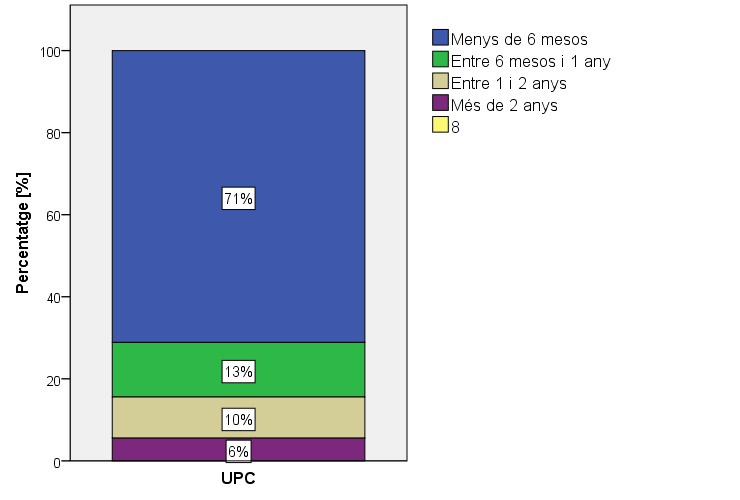 100
80
60
40
20
0
Percentatge [%]
71%
13%
10%
6%
UPC
Menys de 6 mesos
Entre 6 mesos i 1 any
Entre 1 i 2 anys
Més de 2 anys
8